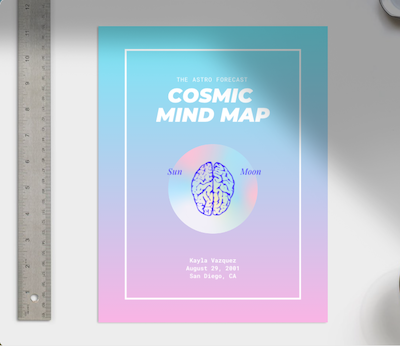 THE ASTRO FORECAST
COSMIC
MIND MAP
Sun
Moon
Kayla Vazquez
August 29, 2001
San Diego, CA